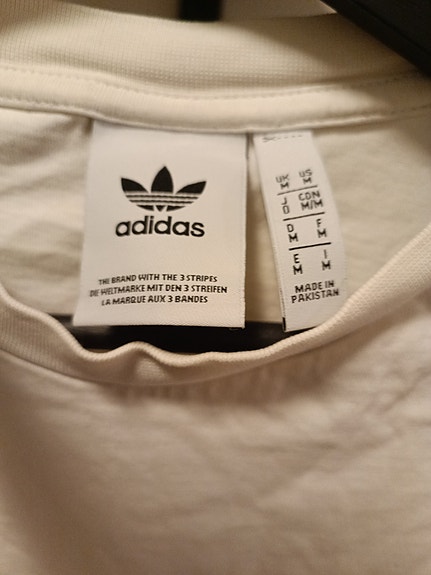 adidas
THE BRAND WITH THE 3 STRIPES
DIE WELTMARKE MIT DEN 3 STREIFEN
LA MARQUE AUX 3 BANDES
UK US
M M
J CDN
O M/M
D F
M M
E I
M M
MADE IN
PAKISTAN